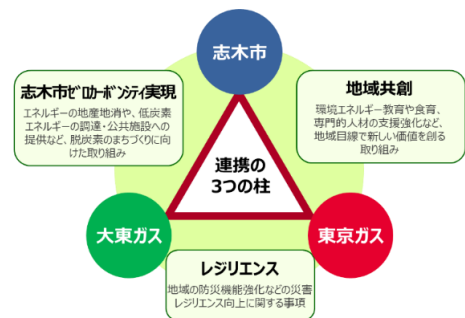 志木市
志木市ゼロカーボンシティ実現
エネルギーの地産地消や、低炭素
エネルギーの調達・公共施設への
提供など、脱炭素のまちづくりに向
けた取り組み
地域共創
環境エネルギー教育や食育、
専門的人材の支援強化など、
地域目線で新しい価値を創る
取り組み
連携の
3つの柱
大東ガス
東京ガス
レジリエンス
地域の防災機能強化などの災害
レジリエンス向上に関する事項